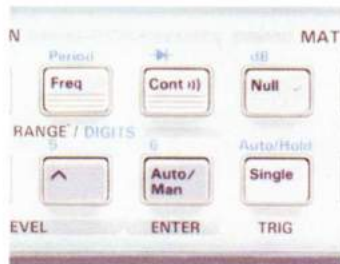 N MAT
Period dB
Freq Cont Null
RANGE / DIGITS
5 6 Auto/Hold
^ Auto/ Single
Man
EVEL ENTER TRIG